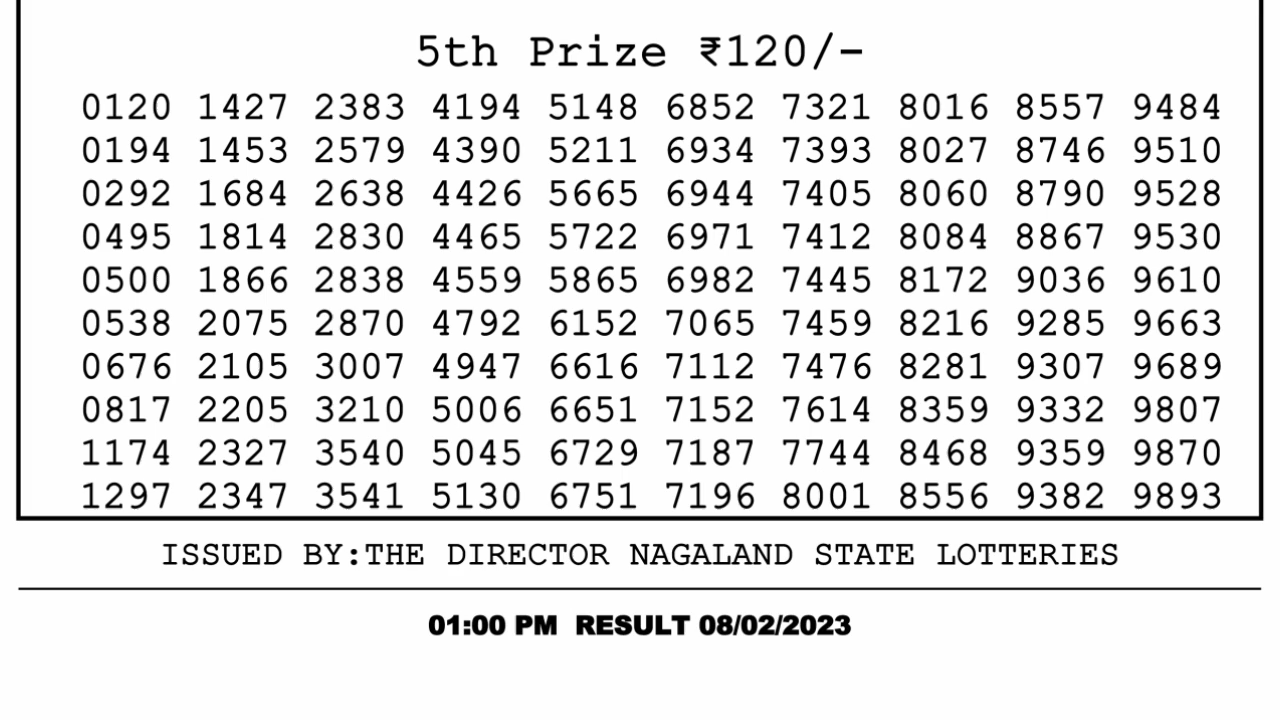 5th Prize ₹120/-
0120 1427 2383 4194 5148 6852 7321 8016 8557 9484
0194 1453 2579 4390 5211 6934 7393 8027 8746 9510
0292 1684 2638 4426 5665 6944 7405 8060 8790 9528
0495 1814 2830 4465 5722 6971 7412 8084 8867 9530
0500 1866 2838 4559 5865 6982 7445 8172 9036 9610
0538 2075 2870 4792 6152 7065 7459 8216 9285 9663
0676 2105 3007 4947 6616 7112 7476 8281 9307 9689
0817 2205 3210 5006 6651 7152 7614 8359 9332 9807
1174 2327 3540 5045 6729 7187 7744 8468 9359 9870
1297 2347 3541 5130 6751 7196 8001 8556 9382 9893
ISSUED BY:THE DIRECTOR NAGALAND STATE LOTTERIES
01:00 PM RESULT 08/02/2023